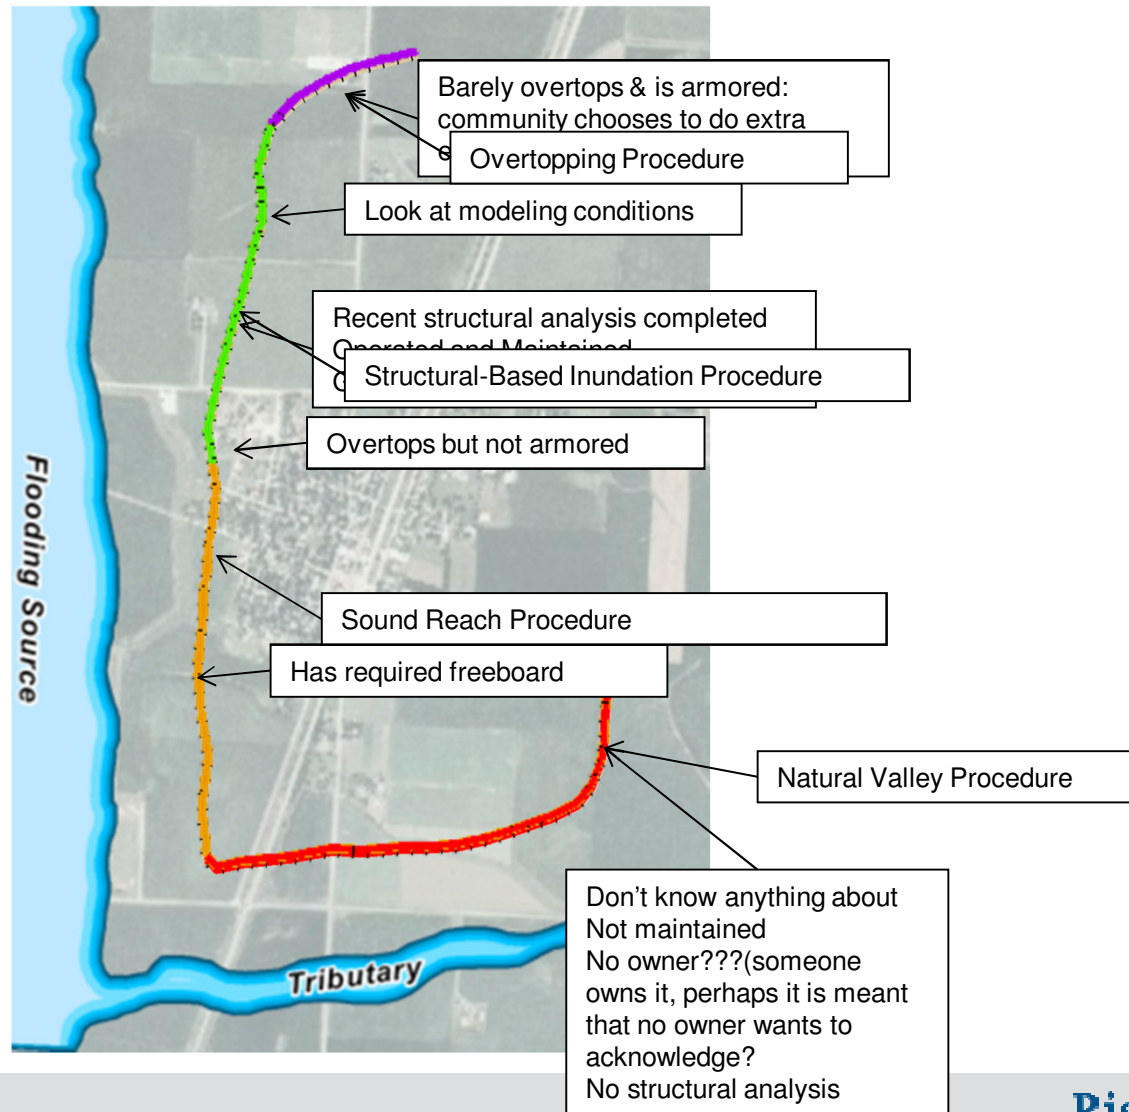 Barely overtops & is armored:
community chooses to do extra
Overtopping Procedure
Look at modeling conditions
Recent structural analysis completed
Operated and Maintained
Structural-Based Inundation Procedure
Overtops but not armored
Flooding Source
Sound Reach Procedure
Has required freeboard
Natural Valley Procedure
Don't know anything about
Not maintained
No owner???(someone
owns it, perhaps it is meant
that no owner wants to
acknowledge?
No structural analysis
Tributary